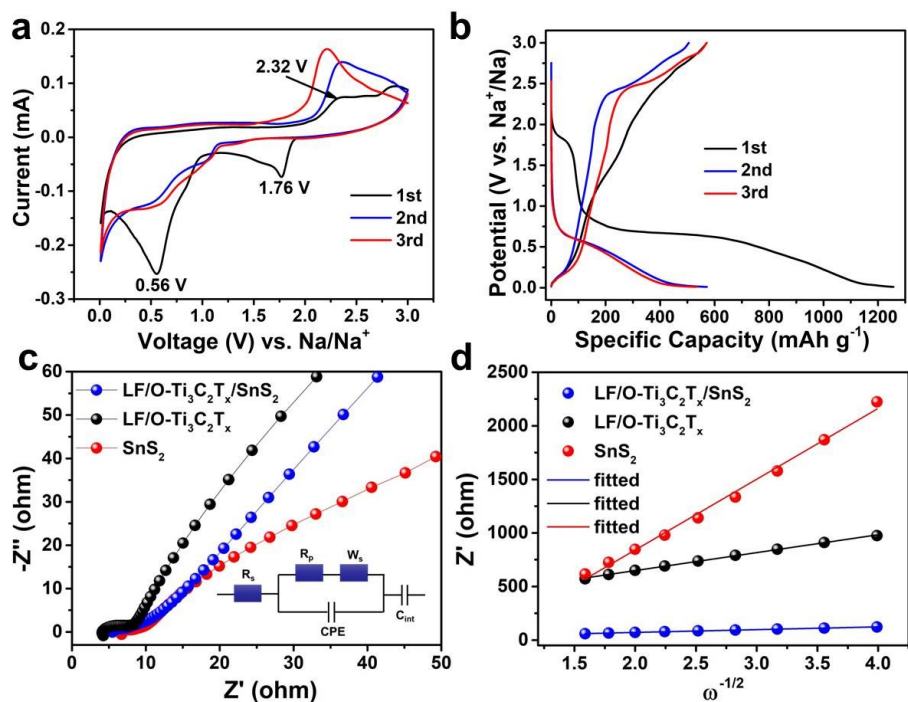 a
0.2
0.1
0.0
-0.1
-0.2
-0.3
Current (mA)
2.32 V
1.76 V
0.56 V
1st
2nd
3rd
0.0 0.5 1.0 1.5 2.0 2.5 3.0
Voltage (V) vs. Na/Na⁺
b
3.0
2.5
2.0
1.5
1.0
0.5
0.0
Potential (V vs. Na⁺/Na)
1st
2nd
3rd
0 200 400 600 800 1000 1200
Specific Capacity (mAh g⁻¹)
c
60
50
40
30
20
10
0
-Z'' (ohm)
LF/O-Ti₃C₂Tₓ/SnS₂
LF/O-Ti₃C₂Tₓ
SnS₂
Rₛ
Rₚ
Wₛ
CPE
C_int
0 10 20 30 40 50
Z' (ohm)
d
2500
2000
1500
1000
500
0
Z' (ohm)
LF/O-Ti₃C₂Tₓ/SnS₂
LF/O-Ti₃C₂Tₓ
SnS₂
fitted
fitted
fitted
1.5 2.0 2.5 3.0 3.5 4.0
ω⁻¹/²